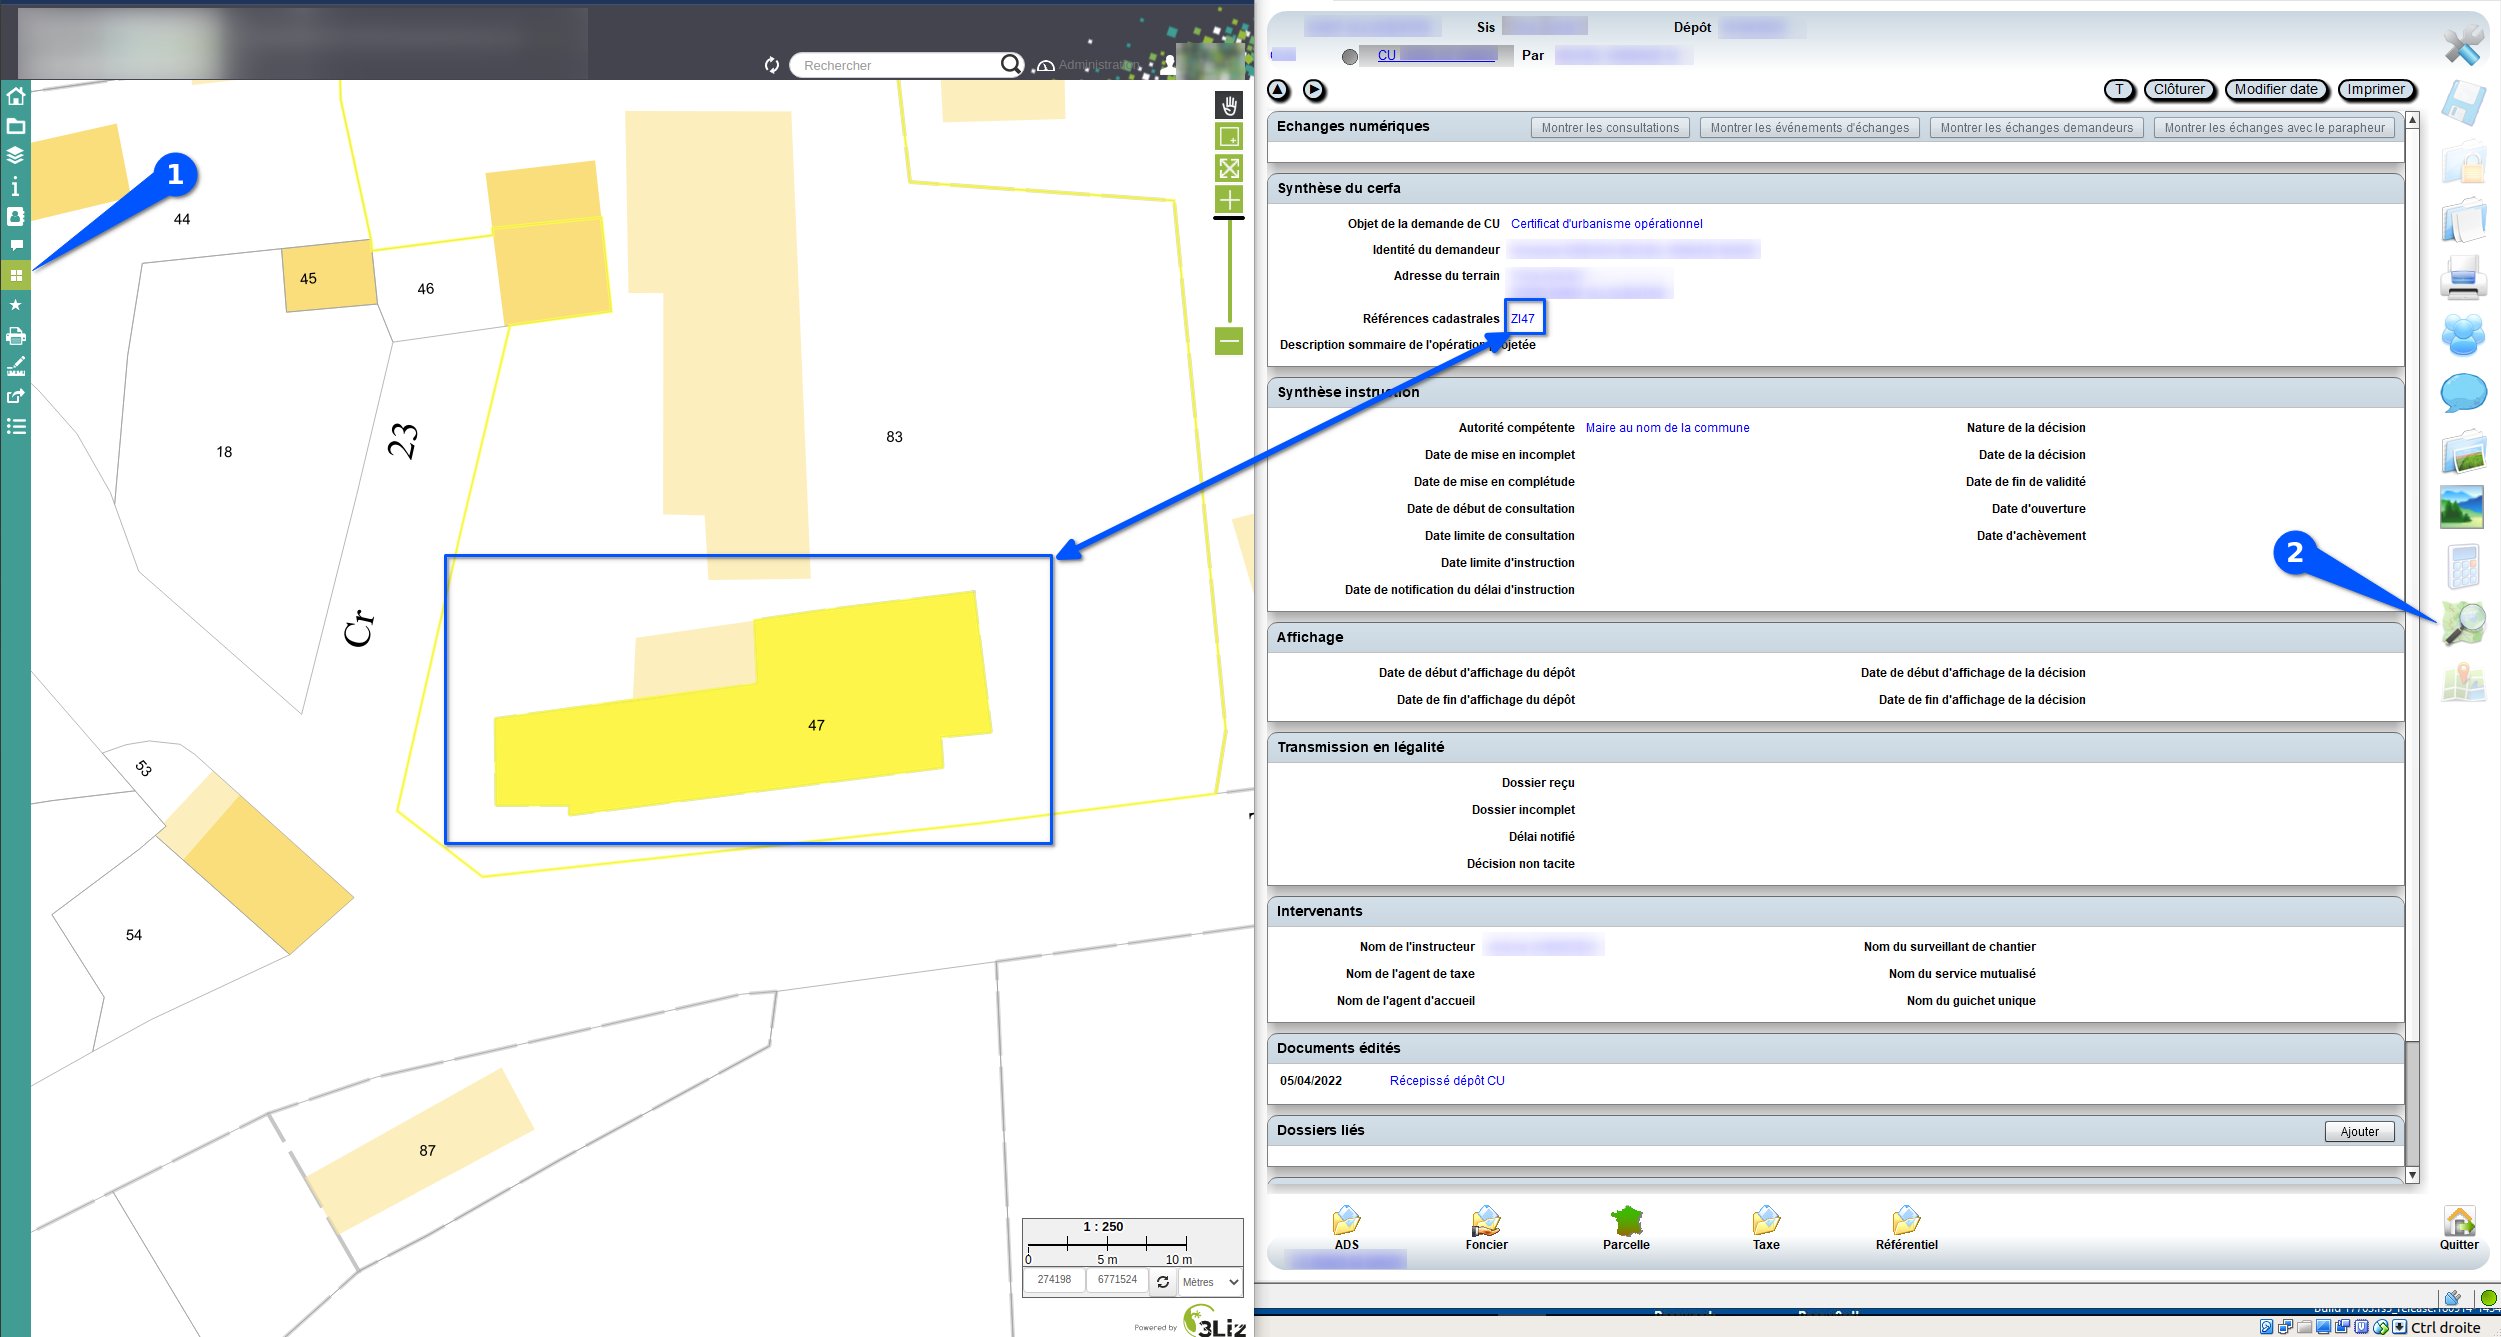 Rechercher
Administration
1
44
45
46
18
23
83
Cr
47
53
54
87
1 : 250
0 5 m 10 m
274198 6771524 Mètres
Powered by 3Liz
Sis Dépôt
CU Par
T Clôturer Modifier date Imprimer
Echanges numériques Montrer les consultations Montrer les événements d'échanges Montrer les échanges demandeurs Montrer les échanges avec le parapheur
Synthèse du cerfa
Objet de la demande de CU Certificat d'urbanisme opérationnel
Identité du demandeur
Adresse du terrain
Références cadastrales ZI47
Description sommaire de l'opération projetée
Synthèse instruction
Autorité compétente Maire au nom de la commune Nature de la décision
Date de mise en incomplet Date de la décision
Date de mise en complétude Date de fin de validité
Date de début de consultation Date d'ouverture
Date limite de consultation Date d'achèvement
Date limite d'instruction
Date de notification du délai d'instruction
2
Affichage
Date de début d'affichage du dépôt Date de début d'affichage de la décision
Date de fin d'affichage du dépôt Date de fin d'affichage de la décision
Transmission en légalité
Dossier reçu
Dossier incomplet
Délai notifié
Décision non tacite
Intervenants
Nom de l'instructeur Nom du surveillant de chantier
Nom de l'agent de taxe Nom du service mutualisé
Nom de l'agent d'accueil Nom du guichet unique
Documents édités
05/04/2022 Récepissé dépôt CU
Dossiers liés Ajouter
ADS Foncier Parcelle Taxe Référentiel Quitter
Ctrl droite